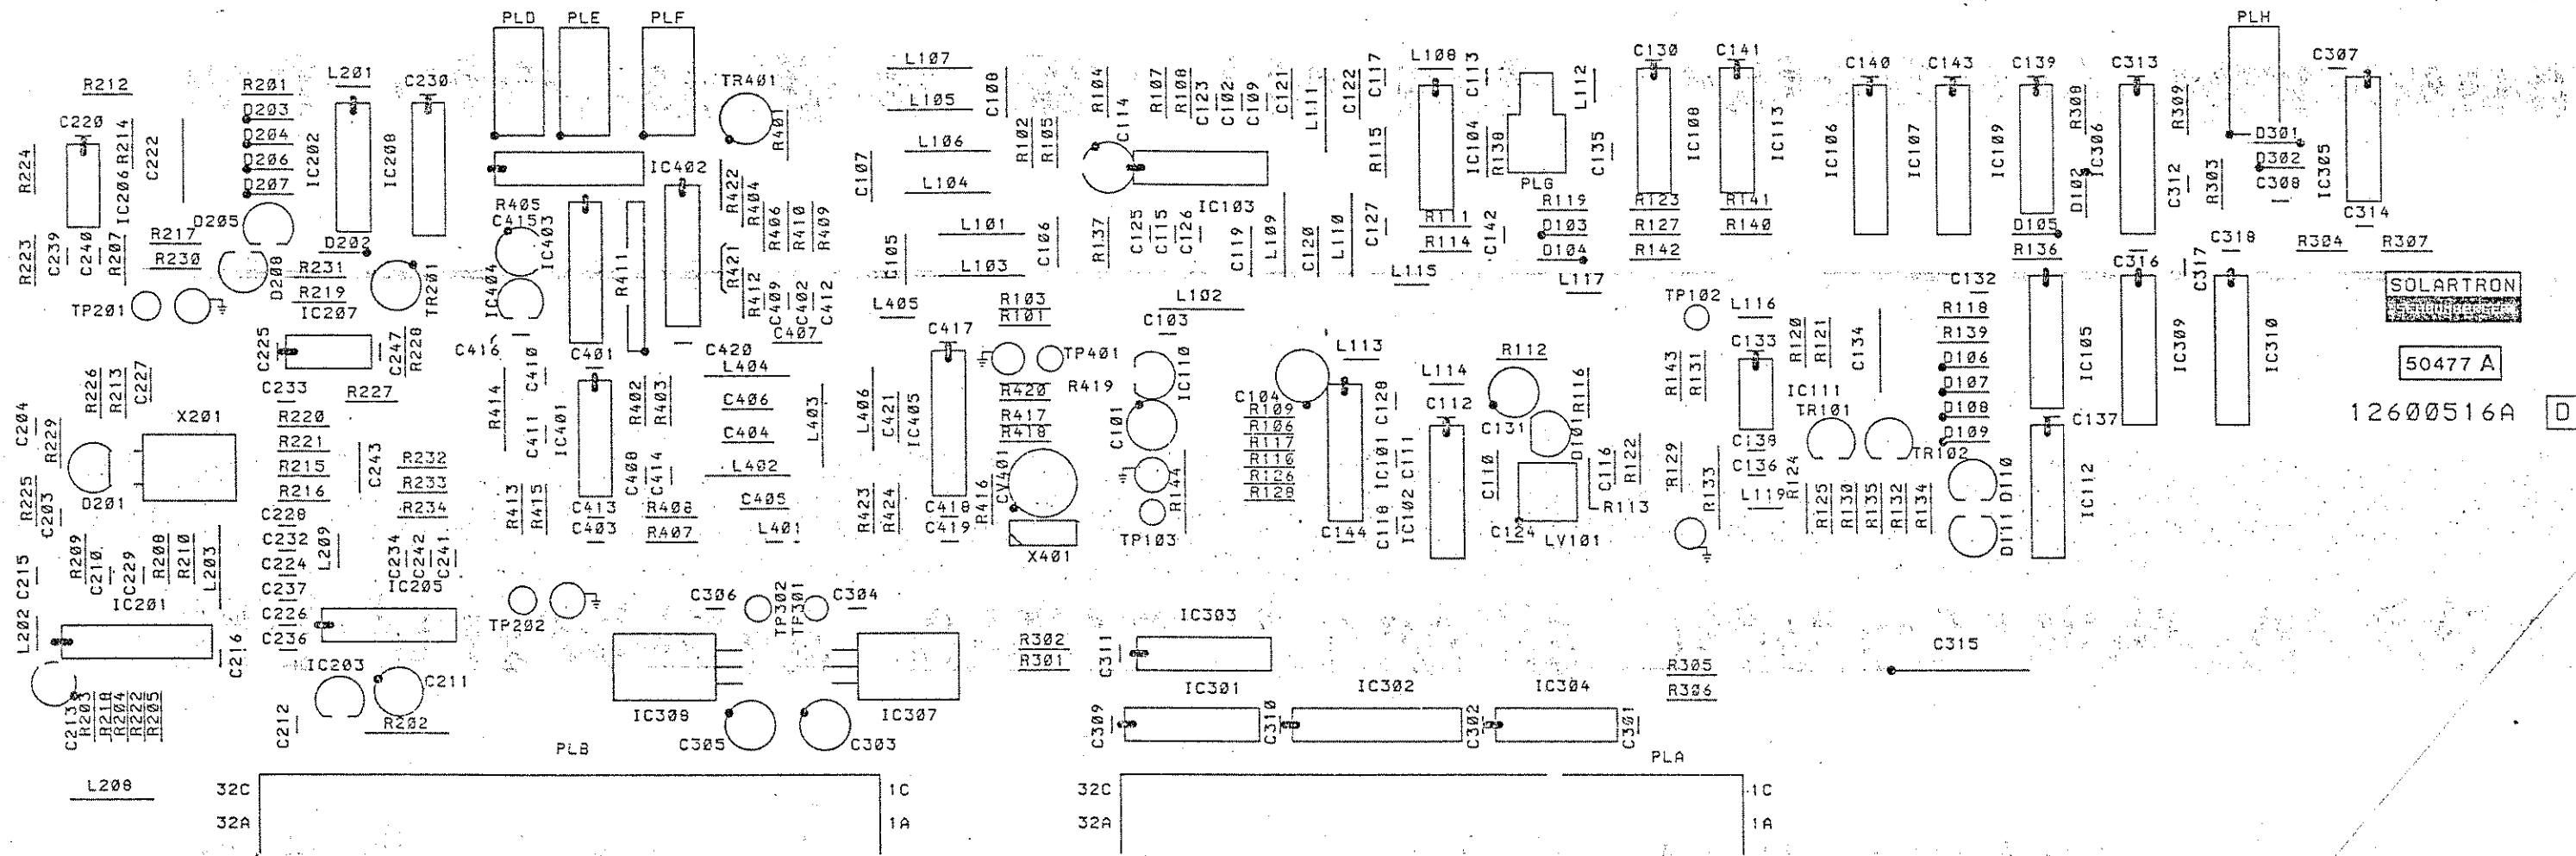 PLD PLE PLF PLH
R212 R201 L201 C230 TR401 L107 C108 R104 R107 R108 C123 C102 C109 C121 L111 C122 C117 L108 C113 L112 C130 C141 C140 C143 C139 C313 C307
D203 L105 C114 R308 R309
C220 R214 C222 D204 IC202 IC208 R401 L106 R102 R105 R115 IC104 R138 C135 IC108 IC113 IC106 IC107 IC109 IC306 D301
R224 IC206 D206 IC402 C107 PLG D102 C312 R303 D302 IC305
D207 R405 R422 R404 L104 IC103 R119 R123 R141 C308
D205 C415 IC403 R406 R410 R409 L101 C106 R137 C125 C115 C126 C119 L109 C120 L110 C127 R111 C142 D103 R127 R140 D105 C314
R223 C239 C240 R207 R217 D202 R421 C105 R114 D104 R142 R136 C318 R304 R307
R230 D208 R231 TR201 IC404 R411 R412 C409 C402 C412 L103 L115 L117 C316 C317
TP201 R219 L405 R103 L102 TP102 L116 C132 SOLARTRON
IC207 R101 R118
C225 C247 R228 C416 C401 C420 C407 C417 C103 L113 R112 C133 R120 R121 C134 R139 IC105 IC309 IC310
C233 R227 C410 L404 TP401 IC110 L114 R143 R131 D106 50477 A
R226 R213 C227 R414 R402 R403 C406 L403 L406 C421 IC405 R420 R419 C104 C128 C112 R116 IC111 D107
C204 R229 X201 R220 C411 IC401 R417 C101 R109 C131 D101 TR101 D108 C137 12600516A D
R221 C404 R418 R106 C138 D109
R215 C243 R232 C408 C414 L402 CV401 R117 IC101 C111 C110 C116 R122 R129 C136 R124 TR102 D110
R225 C203 D201 R216 R233 R413 R415 C405 R423 R424 R416 R144 R110 R126 R128 R113 R133 L119 R125 R130 R135 R132 R134 IC112
C228 R234 C413 R408 C418
C232 L209 C403 R407 L401 C419 X401 TP103 C144 C118 IC102 C124 LV101 D111
C215 R209 C210 C229 R208 R210 L203 C224 C234 C242 C241
IC201 C237 IC205
L202 C226 TP202 C306 TP302 TP301 C304 IC303
C216 C236 R302 C311 C315
IC203 C211 R301 R305
C213 R203 R218 R204 R222 R205 IC301 IC302 IC304 R306
C212 R202 IC308 C305 C303 IC307 C309 C310 C302 C301
PLB PLA
L208 32C 1C 32C 1C
32A 1A 32A 1A